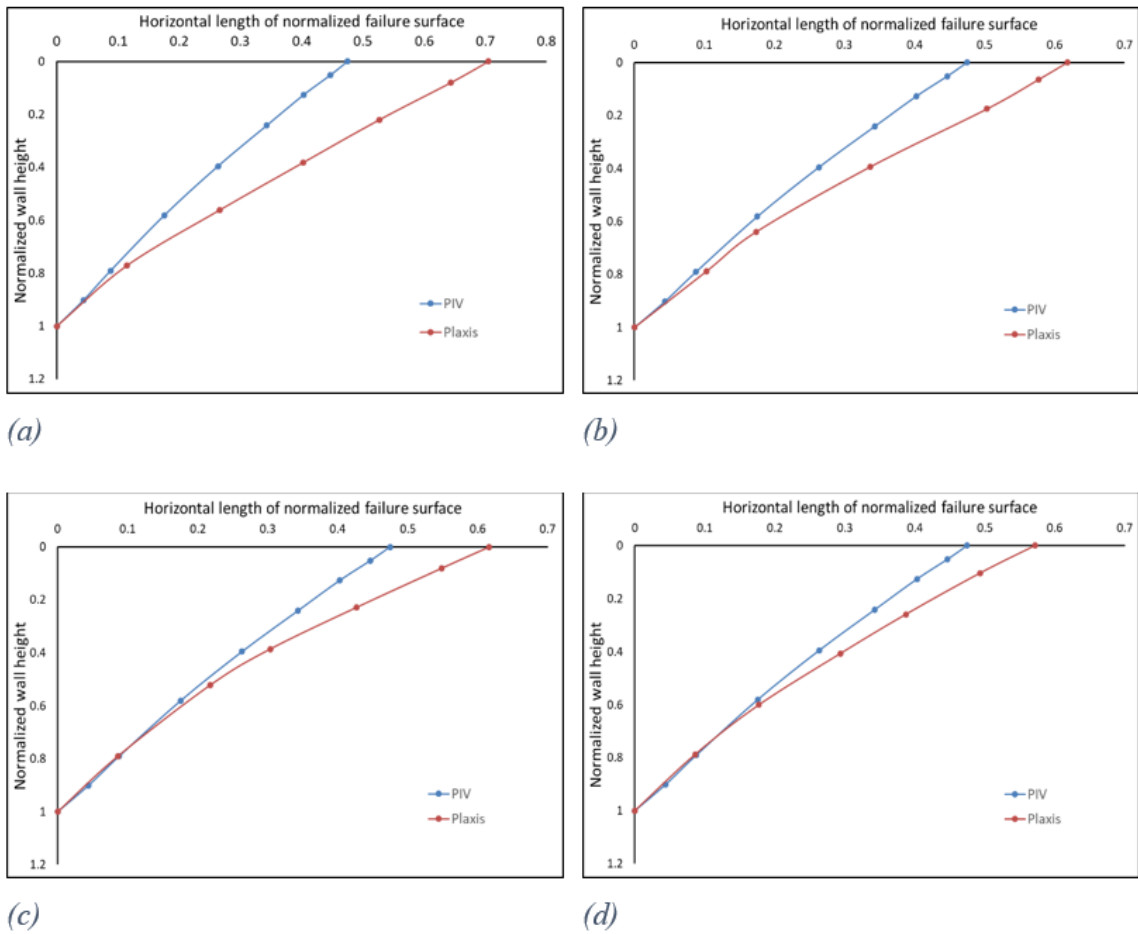 Horizontal length of normalized failure surface
0 0.1 0.2 0.3 0.4 0.5 0.6 0.7 0.8
0
0.2
0.4
0.6
0.8
1
1.2
Normalized wall height
PIV
Plaxis
(a)
Horizontal length of normalized failure surface
0 0.1 0.2 0.3 0.4 0.5 0.6 0.7
0
0.2
0.4
0.6
0.8
1
1.2
Normalized wall height
PIV
Plaxis
(b)
Horizontal length of normalized failure surface
0 0.1 0.2 0.3 0.4 0.5 0.6 0.7
0
0.2
0.4
0.6
0.8
1
1.2
Normalized wall height
PIV
Plaxis
(c)
Horizontal length of normalized failure surface
0 0.1 0.2 0.3 0.4 0.5 0.6 0.7
0
0.2
0.4
0.6
0.8
1
1.2
Normalized wall height
PIV
Plaxis
(d)